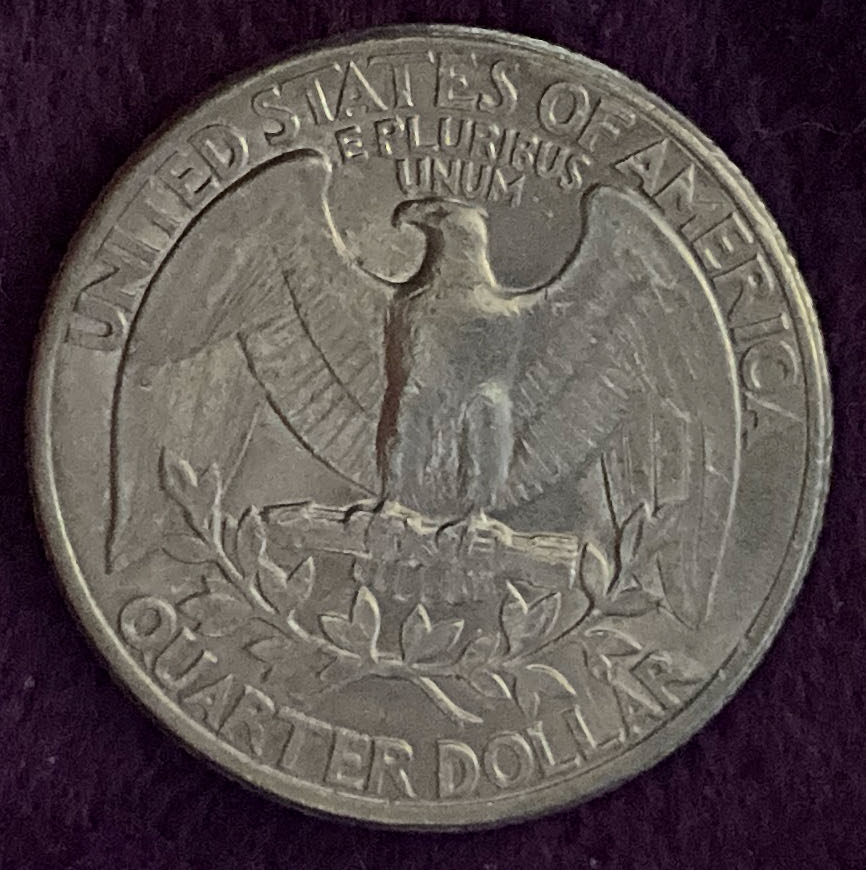 UNITED STATES OF AMERICA
E PLURIBUS
UNUM
QUARTER DOLLAR